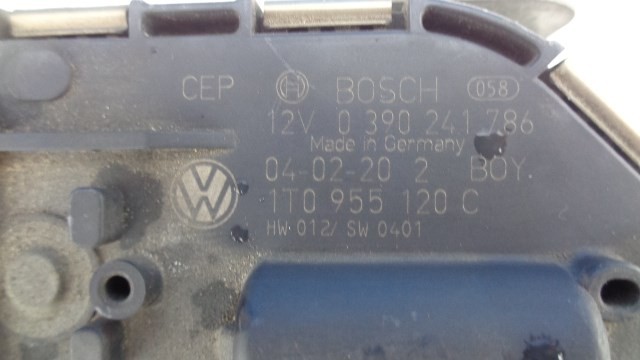 CEP BOSCH 058
12V 0 390 241 786
Made in Germany
04-02-20 2 BOY.
1T0 955 120 C
HW 012/ SW 0401